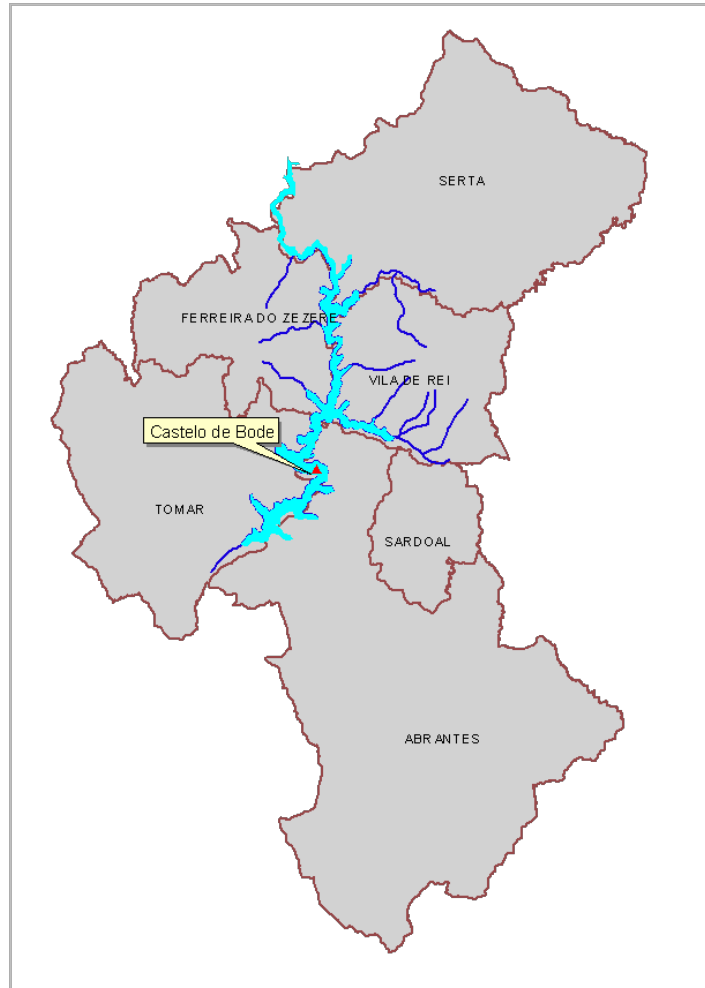 SERTA
FERREIRA DO ZEZERE
VILA DE REI
Castelo de Bode
TOMAR
SARDOAL
ABRANTES